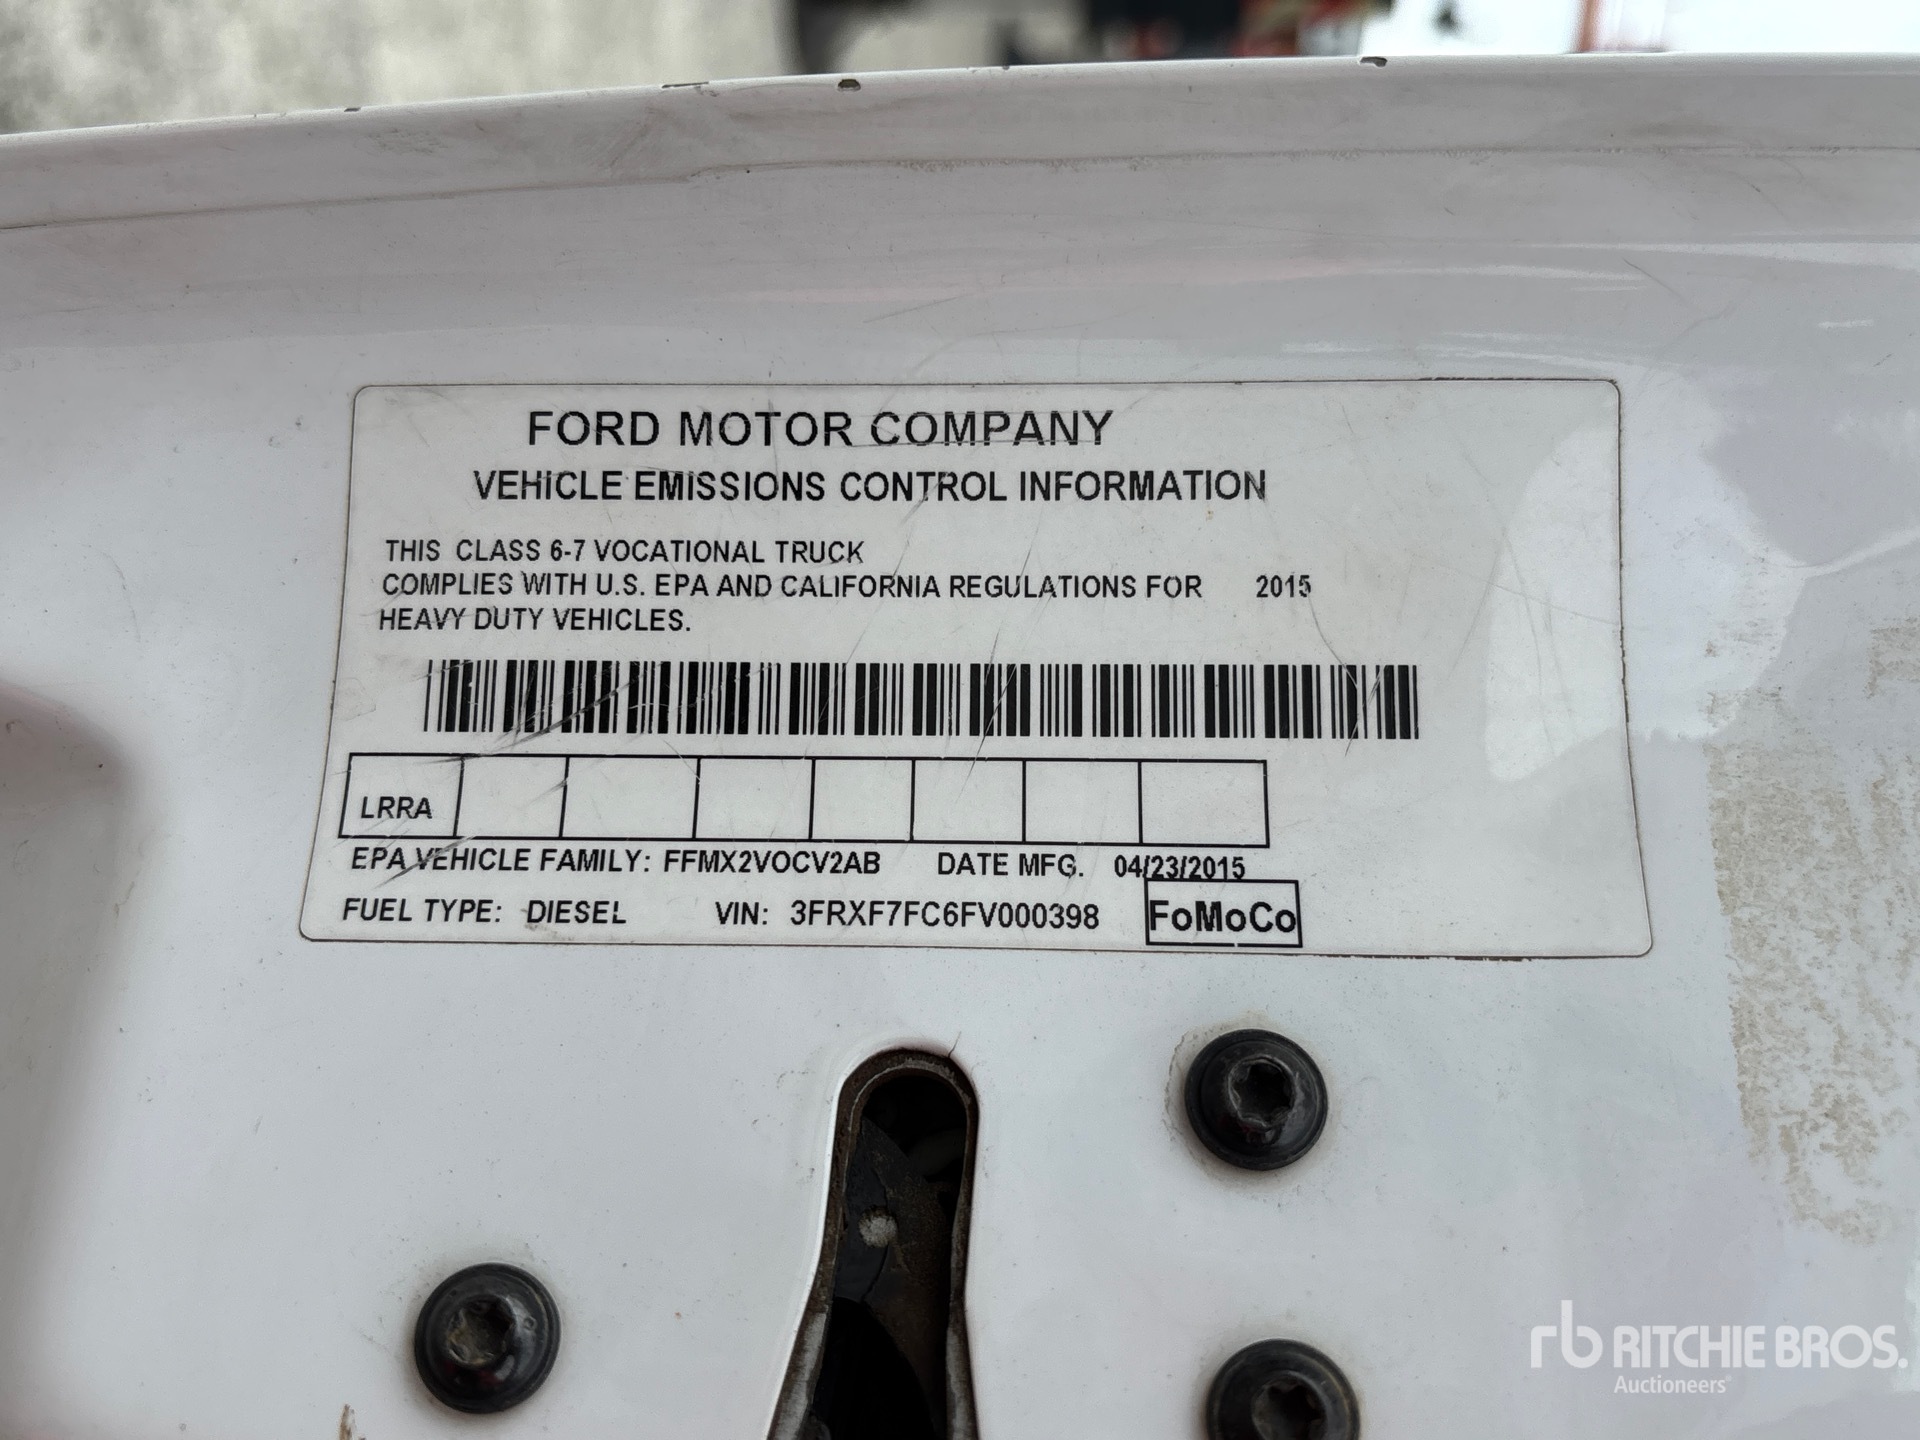 FORD MOTOR COMPANY
VEHICLE EMISSIONS CONTROL INFORMATION
THIS CLASS 6-7 VOCATIONAL TRUCK
COMPLIES WITH U.S. EPA AND CALIFORNIA REGULATIONS FOR 2015
HEAVY DUTY VEHICLES.
LRRA
EPA VEHICLE FAMILY: FFMX2VOCV2AB DATE MFG. 04/23/2015
FUEL TYPE: DIESEL VIN: 3FRXF7FC6FV000398 FoMoCo
rb RITCHIE BROS.
Auctioneers